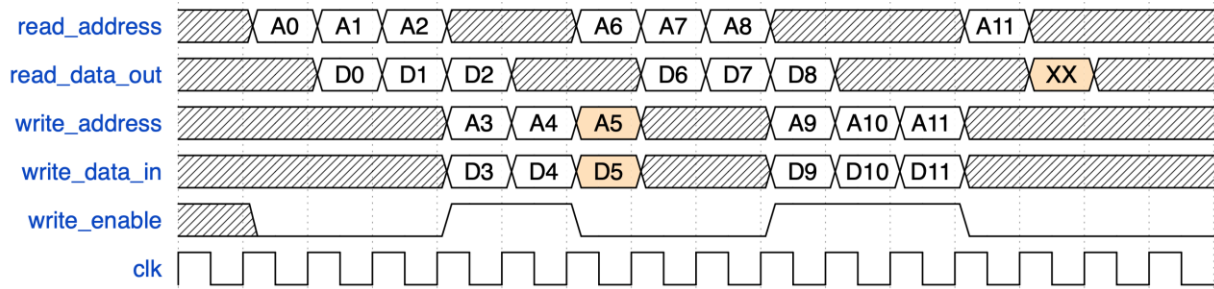 read_address A0 A1 A2 A6 A7 A8 A11
read_data_out D0 D1 D2 D6 D7 D8 XX
write_address A3 A4 A5 A9 A10 A11
write_data_in D3 D4 D5 D9 D10 D11
write_enable
clk